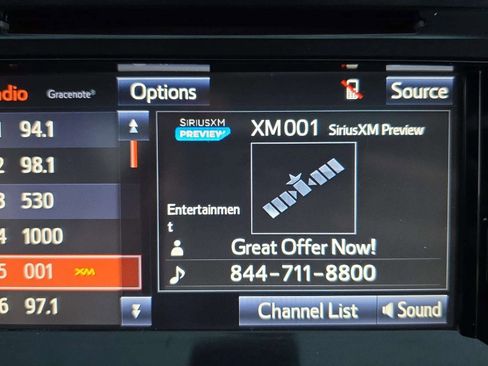 dio Gracenote® Options Source
1 94.1
2 98.1
3 530
4 1000
5 001 XM
6 97.1
SIRIUSXM PREVIEW XM001 SiriusXM Preview
Entertainmen
t
Great Offer Now!
844-711-8800
Channel List Sound